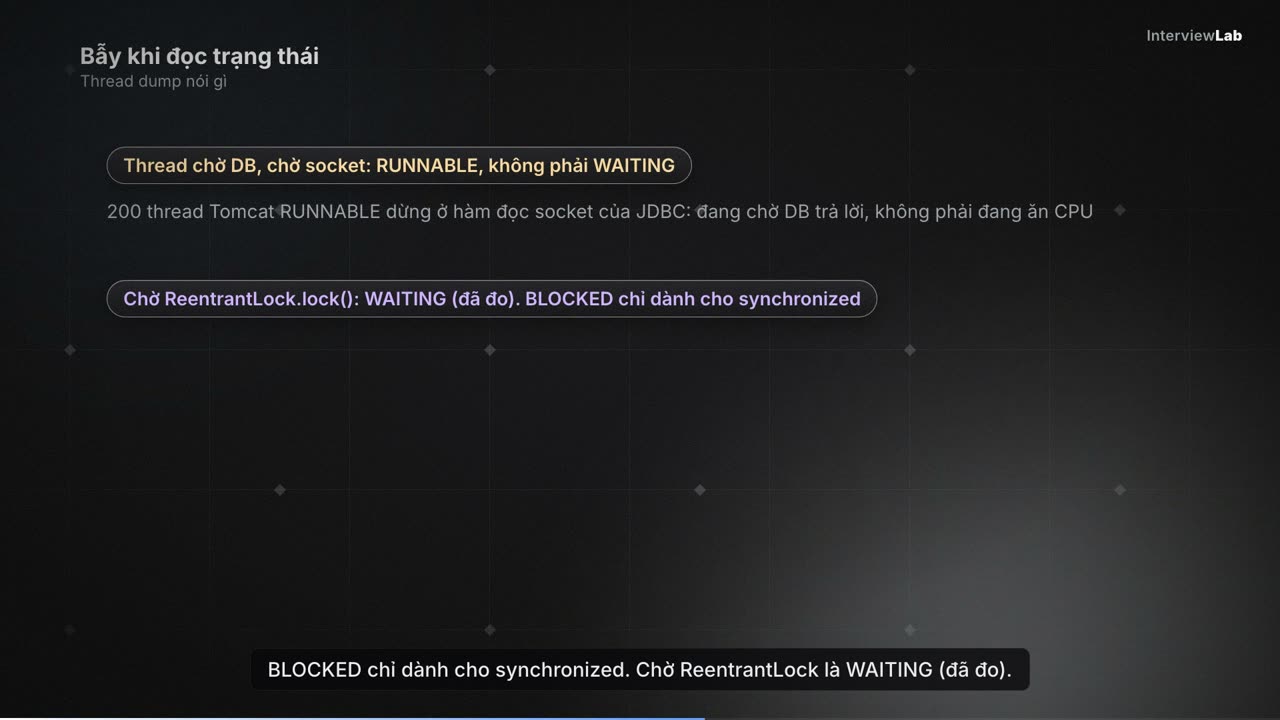 InterviewLab
Bẫy khi đọc trạng thái
Thread dump nói gì
Thread chờ DB, chờ socket: RUNNABLE, không phải WAITING
200 thread Tomcat RUNNABLE dừng ở hàm đọc socket của JDBC: đang chờ DB trả lời, không phải đang ăn CPU
Chờ ReentrantLock.lock(): WAITING (đã đo). BLOCKED chỉ dành cho synchronized
BLOCKED chỉ dành cho synchronized. Chờ ReentrantLock là WAITING (đã đo).